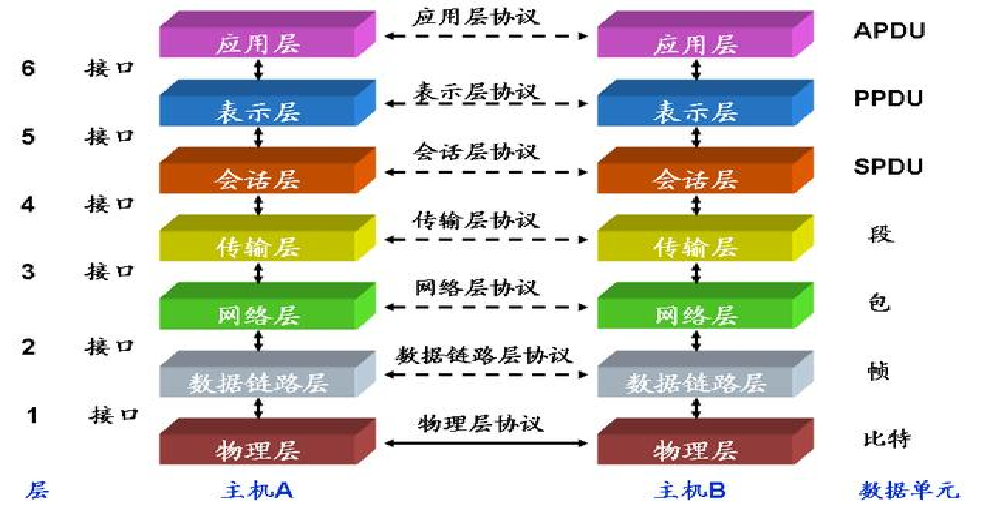 应用层协议
应用层 应用层 APDU
6 接口
表示层协议
表示层 表示层 PPDU
5 接口
会话层协议
会话层 会话层 SPDU
4 接口
传输层协议
传输层 传输层 段
3 接口
网络层协议
网络层 网络层 包
2 接口
数据链路层协议
数据链路层 数据链路层 帧
1 接口
物理层协议
物理层 物理层 比特
层 主机A 主机B 数据单元